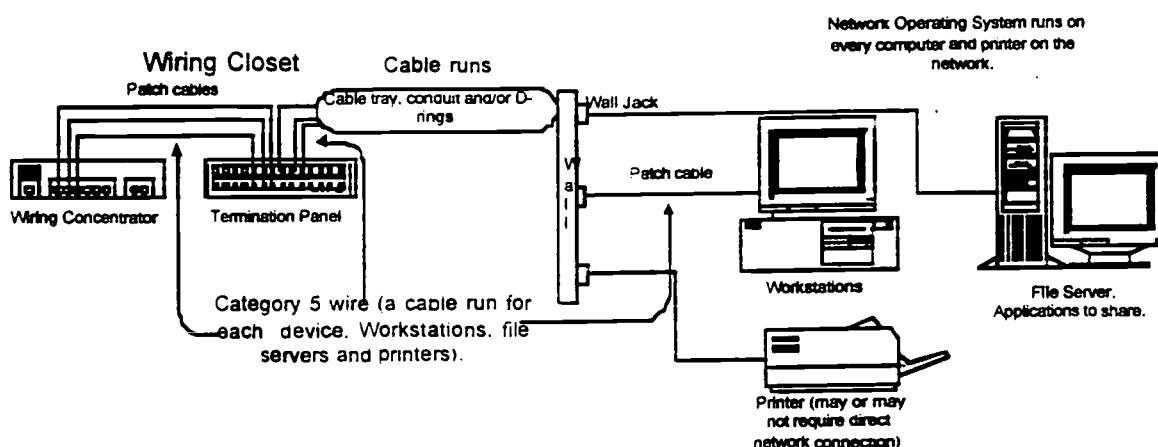 Network Operating System runs on
every computer and printer on the
network.
Wiring Closet
Cable runs
Patch cables
Cable tray, conduit and/or D-
rings
Wall Jack
Wall
Patch cable
Wiring Concentrator
Termination Panel
Workstations
File Server.
Applications to share.
Category 5 wire (a cable run for
each device. Workstations. file
servers and printers).
Printer (may or may
not require direct
network connection)